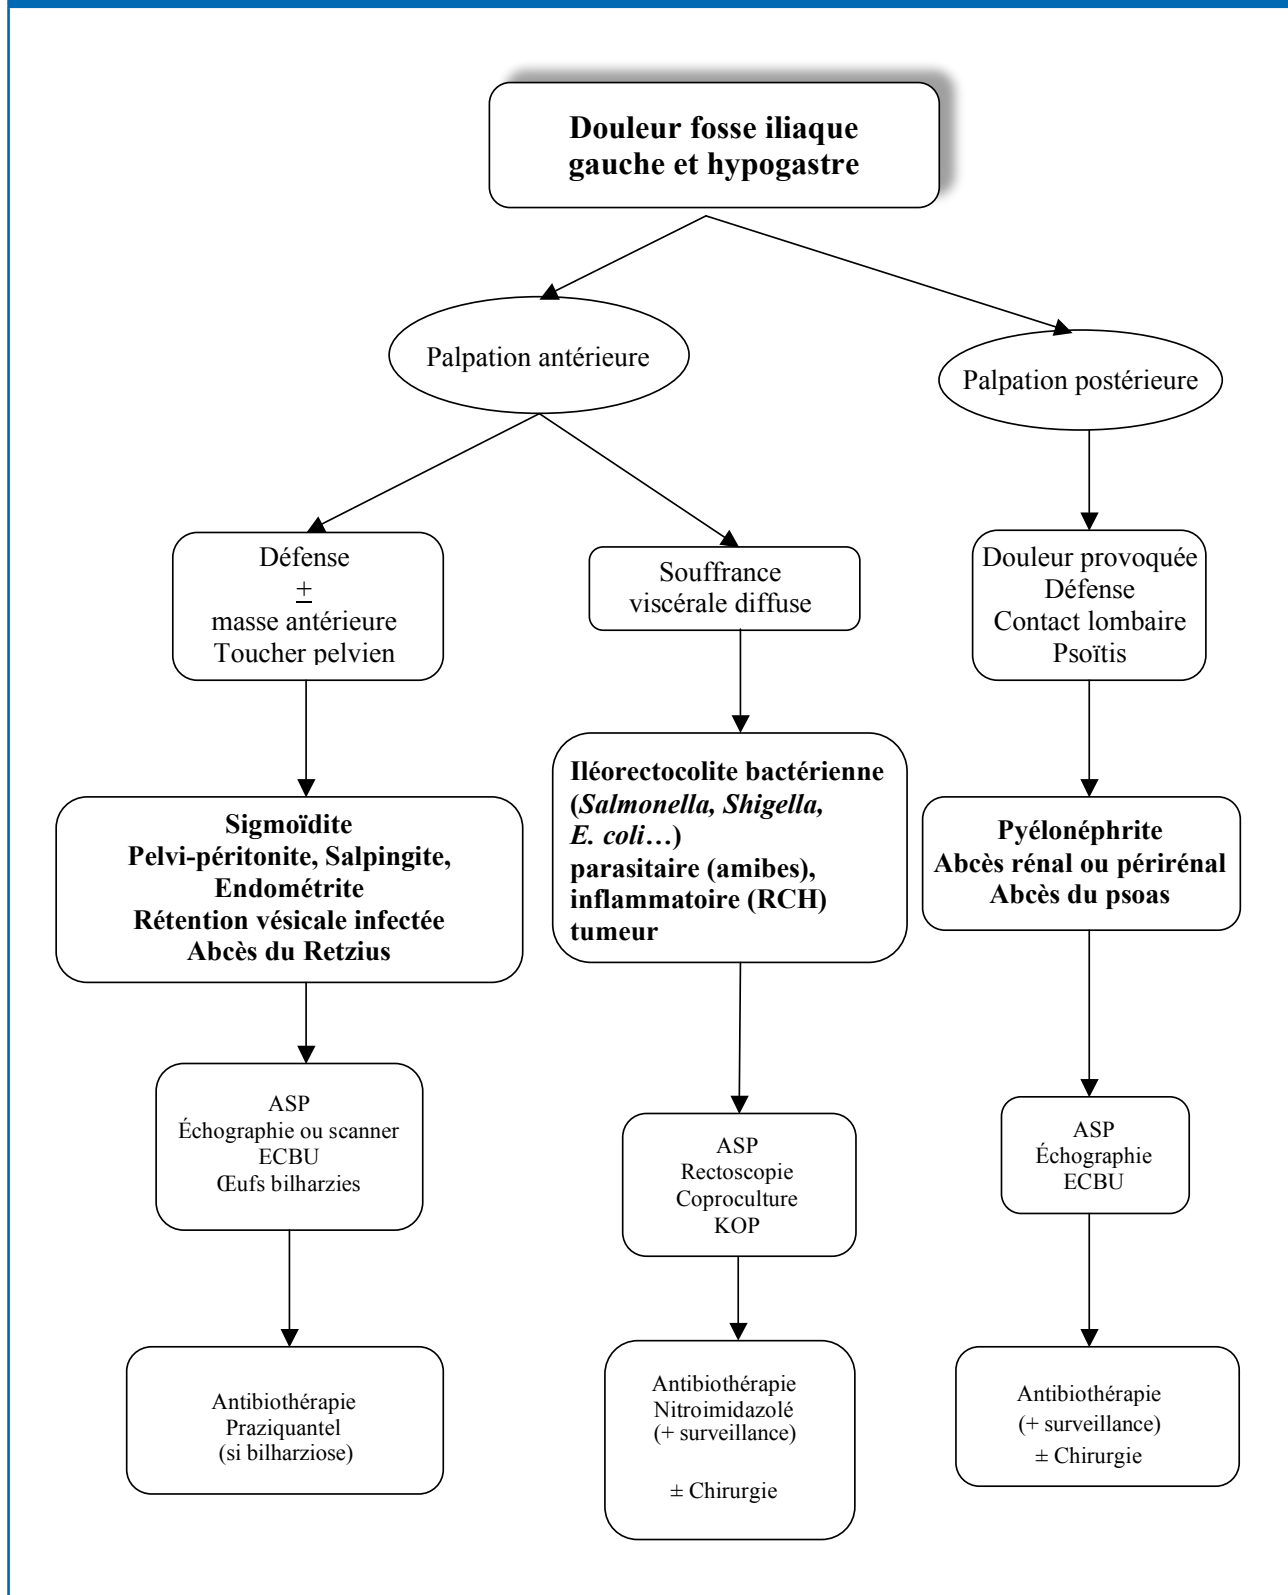 Douleur fosse iliaque
gauche et hypogastre
Palpation antérieure
Palpation postérieure
Défense
±
masse antérieure
Toucher pelvien
Souffrance
viscérale diffuse
Douleur provoquée
Défense
Contact lombaire
Psoïtis
Sigmoïdite
Pelvi-péritonite, Salpingite,
Endométrite
Rétention vésicale infectée
Abcès du Retzius
Iléorectocolite bactérienne
(Salmonella, Shigella,
E. coli…)
parasitaire (amibes),
inflammatoire (RCH)
tumeur
Pyélonéphrite
Abcès rénal ou périrénal
Abcès du psoas
ASP
Échographie ou scanner
ECBU
Œufs bilharzies
ASP
Rectoscopie
Coproculture
KOP
ASP
Échographie
ECBU
Antibiothérapie
Praziquantel
(si bilharziose)
Antibiothérapie
Nitroimidazolé
(+ surveillance)
± Chirurgie
Antibiothérapie
(+ surveillance)
± Chirurgie